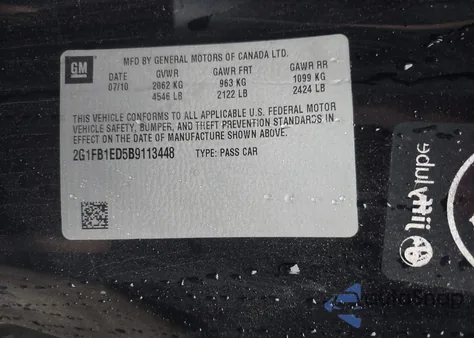 GM
MFD BY GENERAL MOTORS OF CANADA LTD.
DATE GVWR GAWR FRT GAWR RR
07/10 2062 KG 963 KG 1099 KG
4546 LB 2122 LB 2424 LB
THIS VEHICLE CONFORMS TO ALL APPLICABLE U.S. FEDERAL MOTOR
VEHICLE SAFETY, BUMPER, AND THEFT PREVENTION STANDARDS IN
EFFECT ON THE DATE OF MANUFACTURE SHOWN ABOVE.
2G1FB1ED5B9113448 TYPE: PASS CAR
jiffylube
AutoSnap